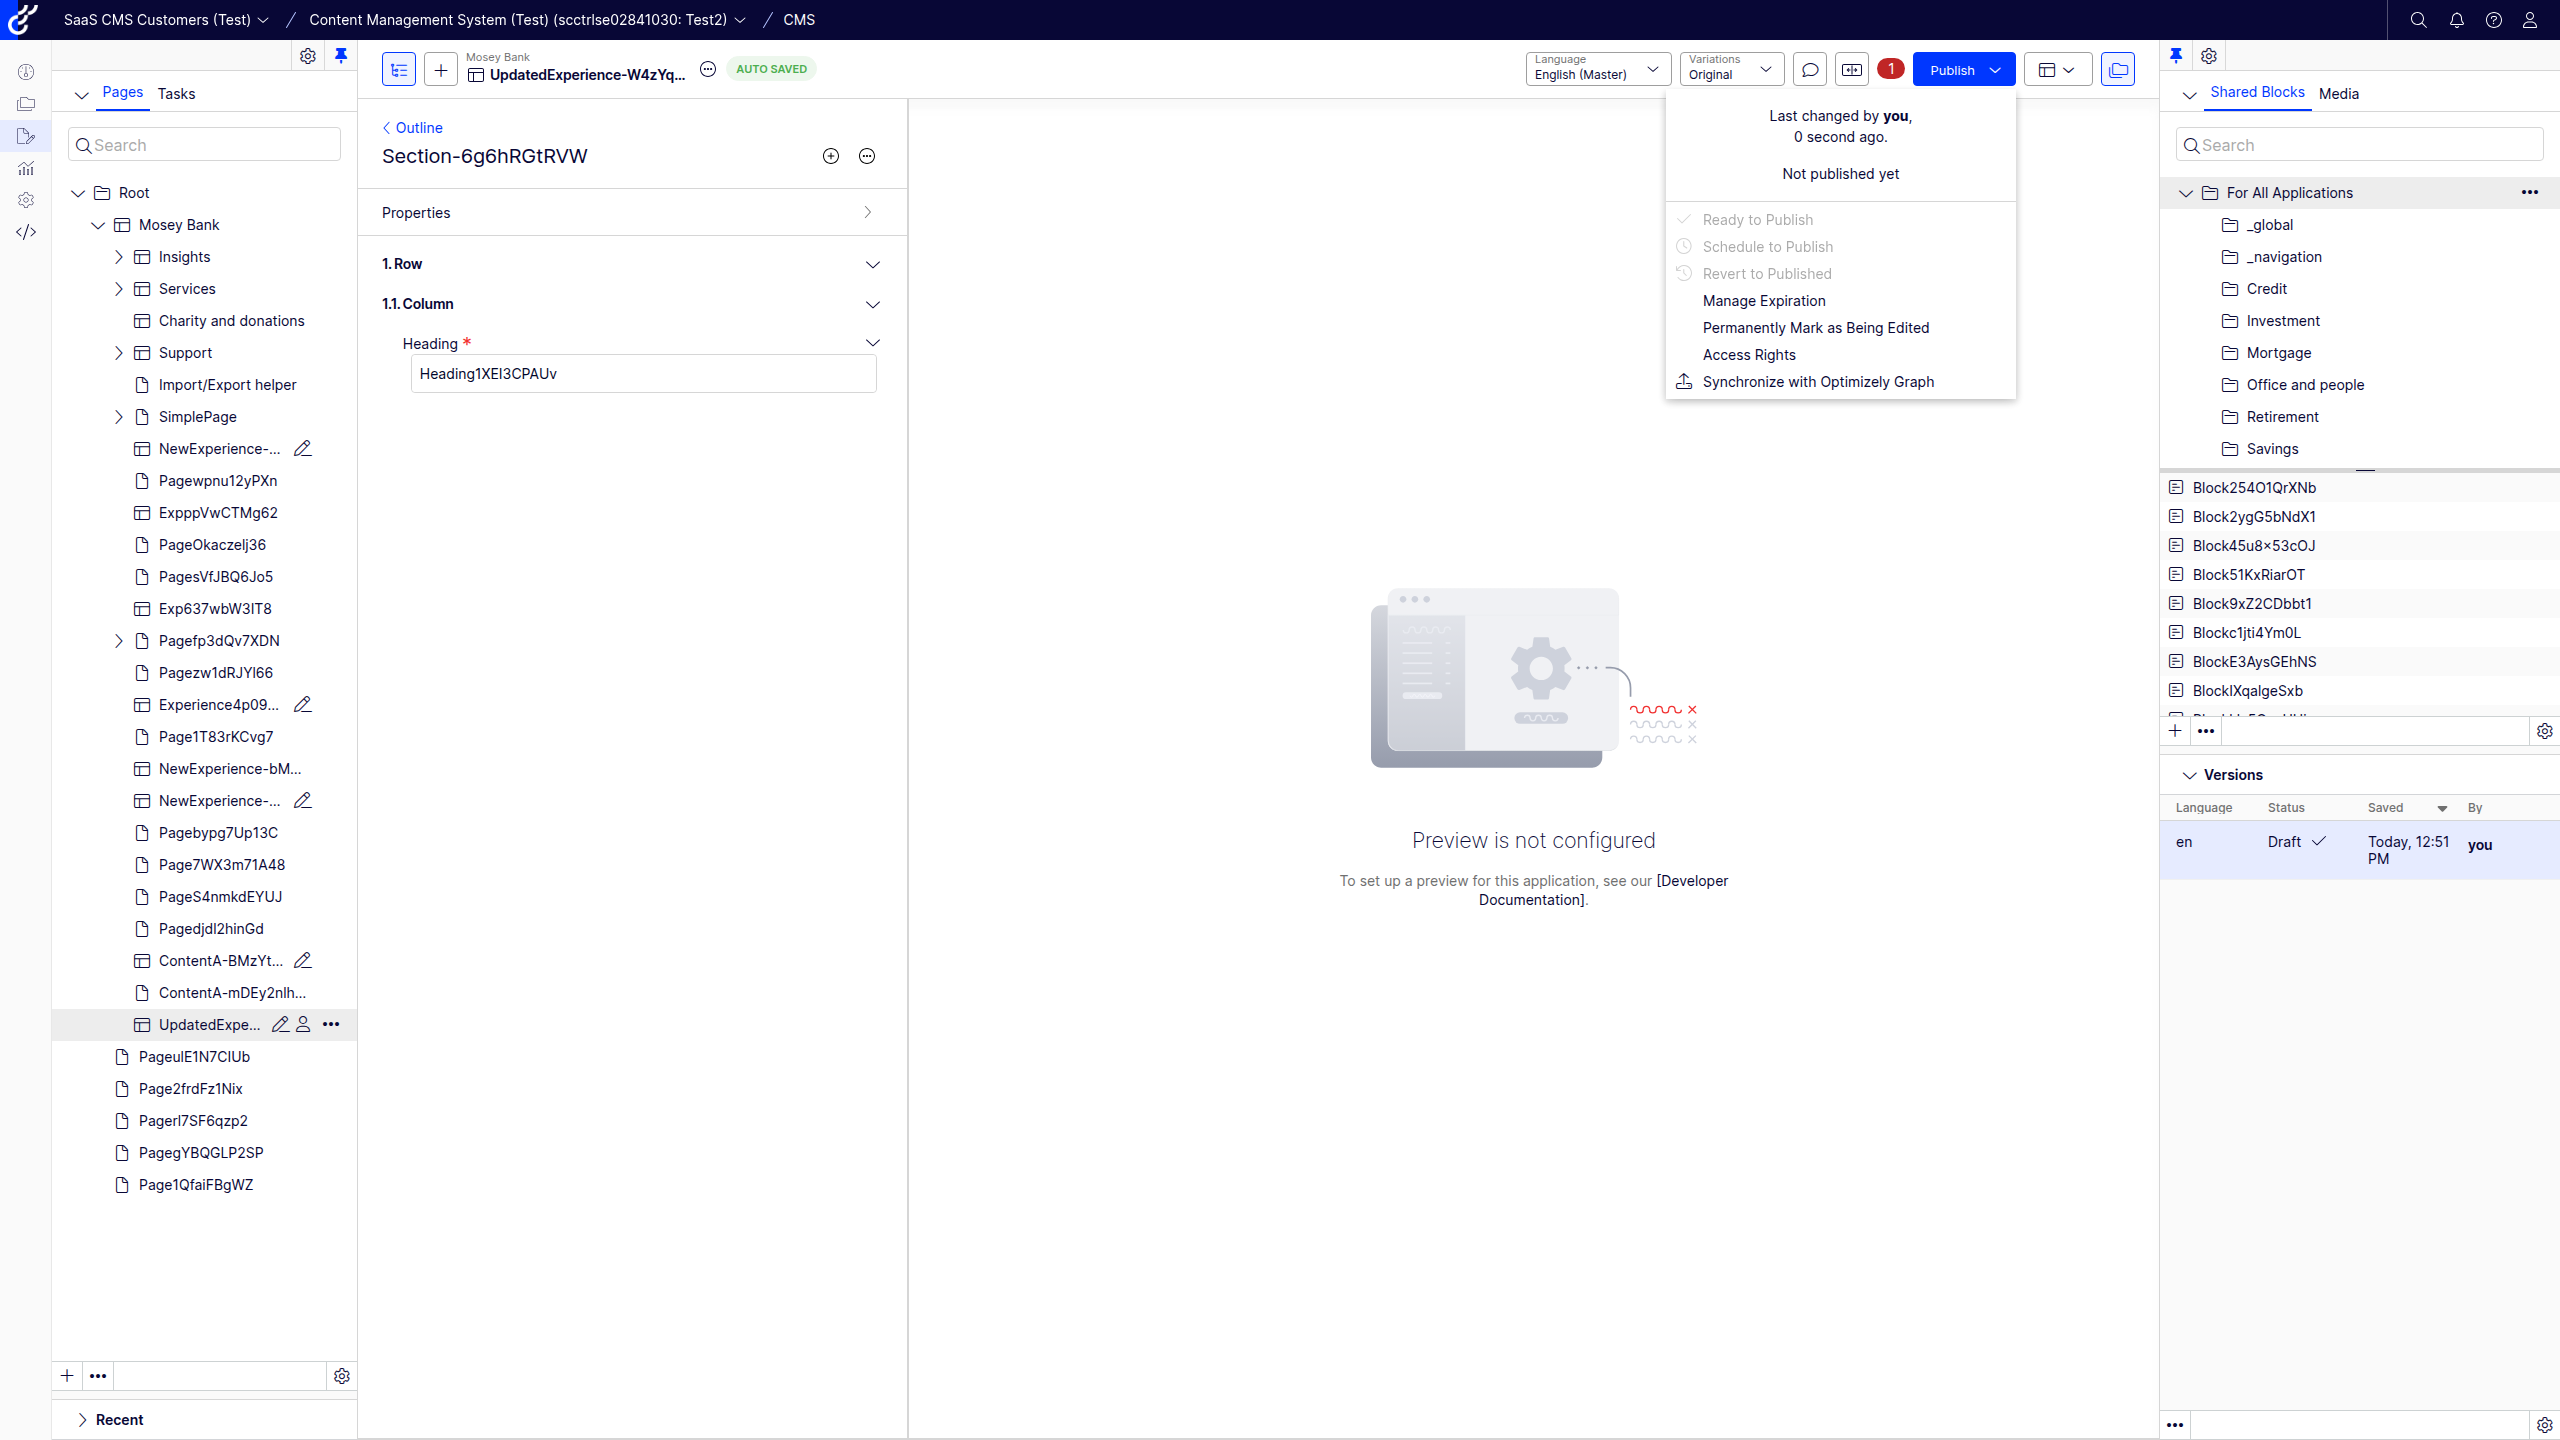 SaaS CMS Customers (Test) / Content Management System (Test) (scctrlse02841030: Test2) / CMS
Pages
Tasks
Search
Root
Mosey Bank
Insights
Services
Charity and donations
Support
Import/Export helper
SimplePage
NewExperience-...
Pagewpnu12yPXn
ExpppVwCTMg62
PageOkaczelj36
PagesVfJBQ6Jo5
Exp637wbW3IT8
Pagefp3dQv7XDN
Pagezw1dRJYl66
Experience4p09...
Page1T83rKCvg7
NewExperience-bM...
NewExperience-...
Pagebypg7Up13C
Page7WX3m71A48
PageS4nmkdEYUJ
Pagedjdl2hinGd
ContentA-BMzYt...
ContentA-mDEy2nlh...
UpdatedExpe...
PageulE1N7CIUb
Page2frdFz1Nix
Pagerl7SF6qzp2
PagegYBQGLP2SP
Page1QfaiFBgWZ
Recent
Mosey Bank
UpdatedExperience-W4zYq...
AUTO SAVED
Language
English (Master)
Variations
Original
1
Publish
Outline
Section-6g6hRGtRVW
Properties
1. Row
1.1. Column
Heading *
Heading1XEI3CPAUv
Last changed by you,
0 second ago.
Not published yet
Ready to Publish
Schedule to Publish
Revert to Published
Manage Expiration
Permanently Mark as Being Edited
Access Rights
Synchronize with Optimizely Graph
Preview is not configured
To set up a preview for this application, see our [Developer
Documentation].
Shared Blocks
Media
Search
For All Applications
_global
_navigation
Credit
Investment
Mortgage
Office and people
Retirement
Savings
Block254O1QrXNb
Block2ygG5bNdX1
Block45u8x53cOJ
Block51KxRiarOT
Block9xZ2CDbbt1
Blockc1jti4Ym0L
BlockE3AysGEhNS
BlockIXqalgeSxb
Versions
Language Status Saved By
en Draft Today, 12:51 you
PM